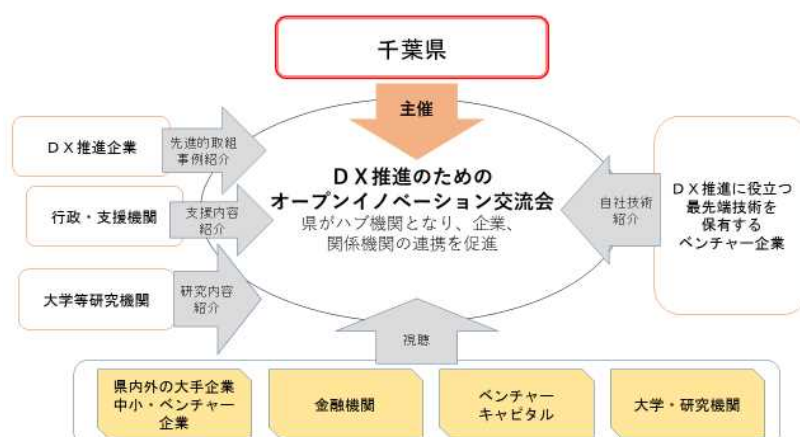 千葉県
主催
ＤＸ推進企業
先進的取組
事例紹介
ＤＸ推進のための
オープンイノベーション交流会
県がハブ機関となり、企業、
関係機関の連携を促進
行政・支援機関
支援内容
紹介
大学等研究機関
研究内容
紹介
自社技術
紹介
ＤＸ推進に役立つ
最先端技術を
保有する
ベンチャー企業
視聴
県内外の大手企業
中小・ベンチャー
企業
金融機関
ベンチャー
キャピタル
大学・研究機関